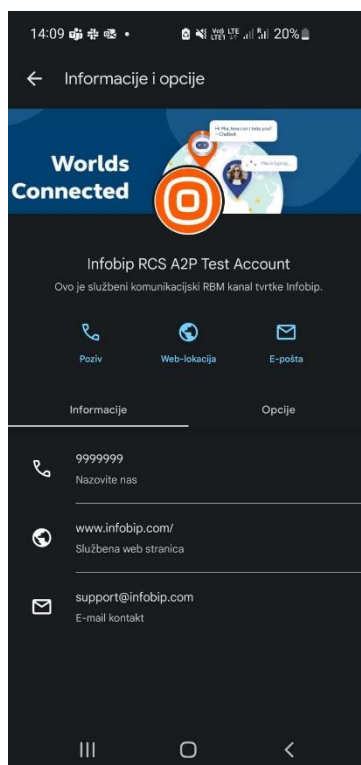 14:09
20%
Informacije i opcije
Hi Mia, how can I help you?
– Chatbot
Worlds
Connected
Infobip RCS A2P Test Account
Ovo je službeni komunikacijski RBM kanal tvrtke Infobip.
Poziv Web-lokacija E-pošta
Informacije Opcije
9999999
Nazovite nas
www.infobip.com/
Službena web stranica
support@infobip.com
E-mail kontakt